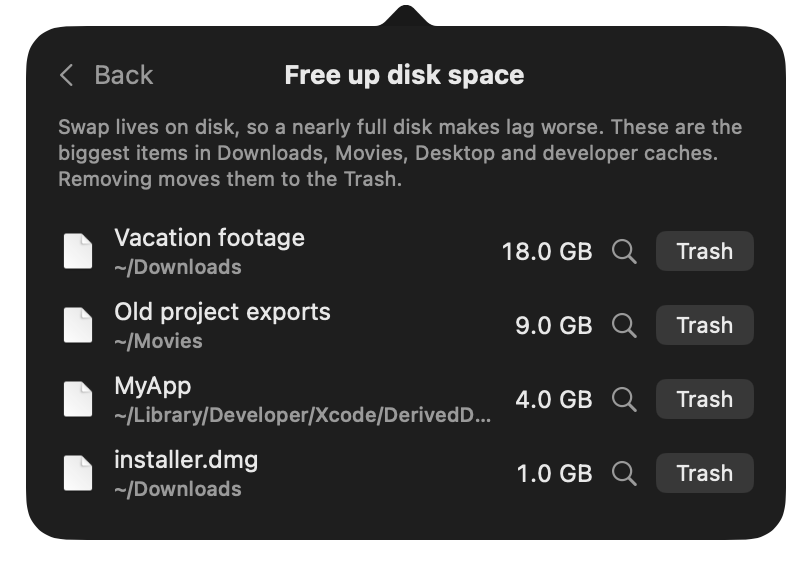 Back
Free up disk space
Swap lives on disk, so a nearly full disk makes lag worse. These are the
biggest items in Downloads, Movies, Desktop and developer caches.
Removing moves them to the Trash.
Vacation footage
~/Downloads
18.0 GB
Trash
Old project exports
~/Movies
9.0 GB
Trash
MyApp
~/Library/Developer/Xcode/DerivedD...
4.0 GB
Trash
installer.dmg
~/Downloads
1.0 GB
Trash